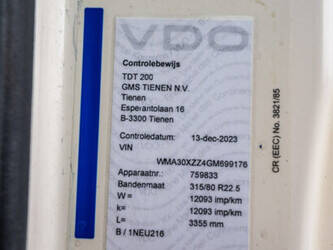 VDO
Controlebewijs
TDT 200
GMS TIENEN N.V.
Tienen
Esperantolaan 16
B-3300 Tienen
Controledatum: 13-dec-2023
VIN
WMA30XZZ4GM699176
Apparaatnr.: 759833
Bandenmaat 315/80 R22.5
W = 12093 imp/km
k= 12093 imp/km
L= 3355 mm
B / 1NEU216
CR (EEC) No. 3821/85